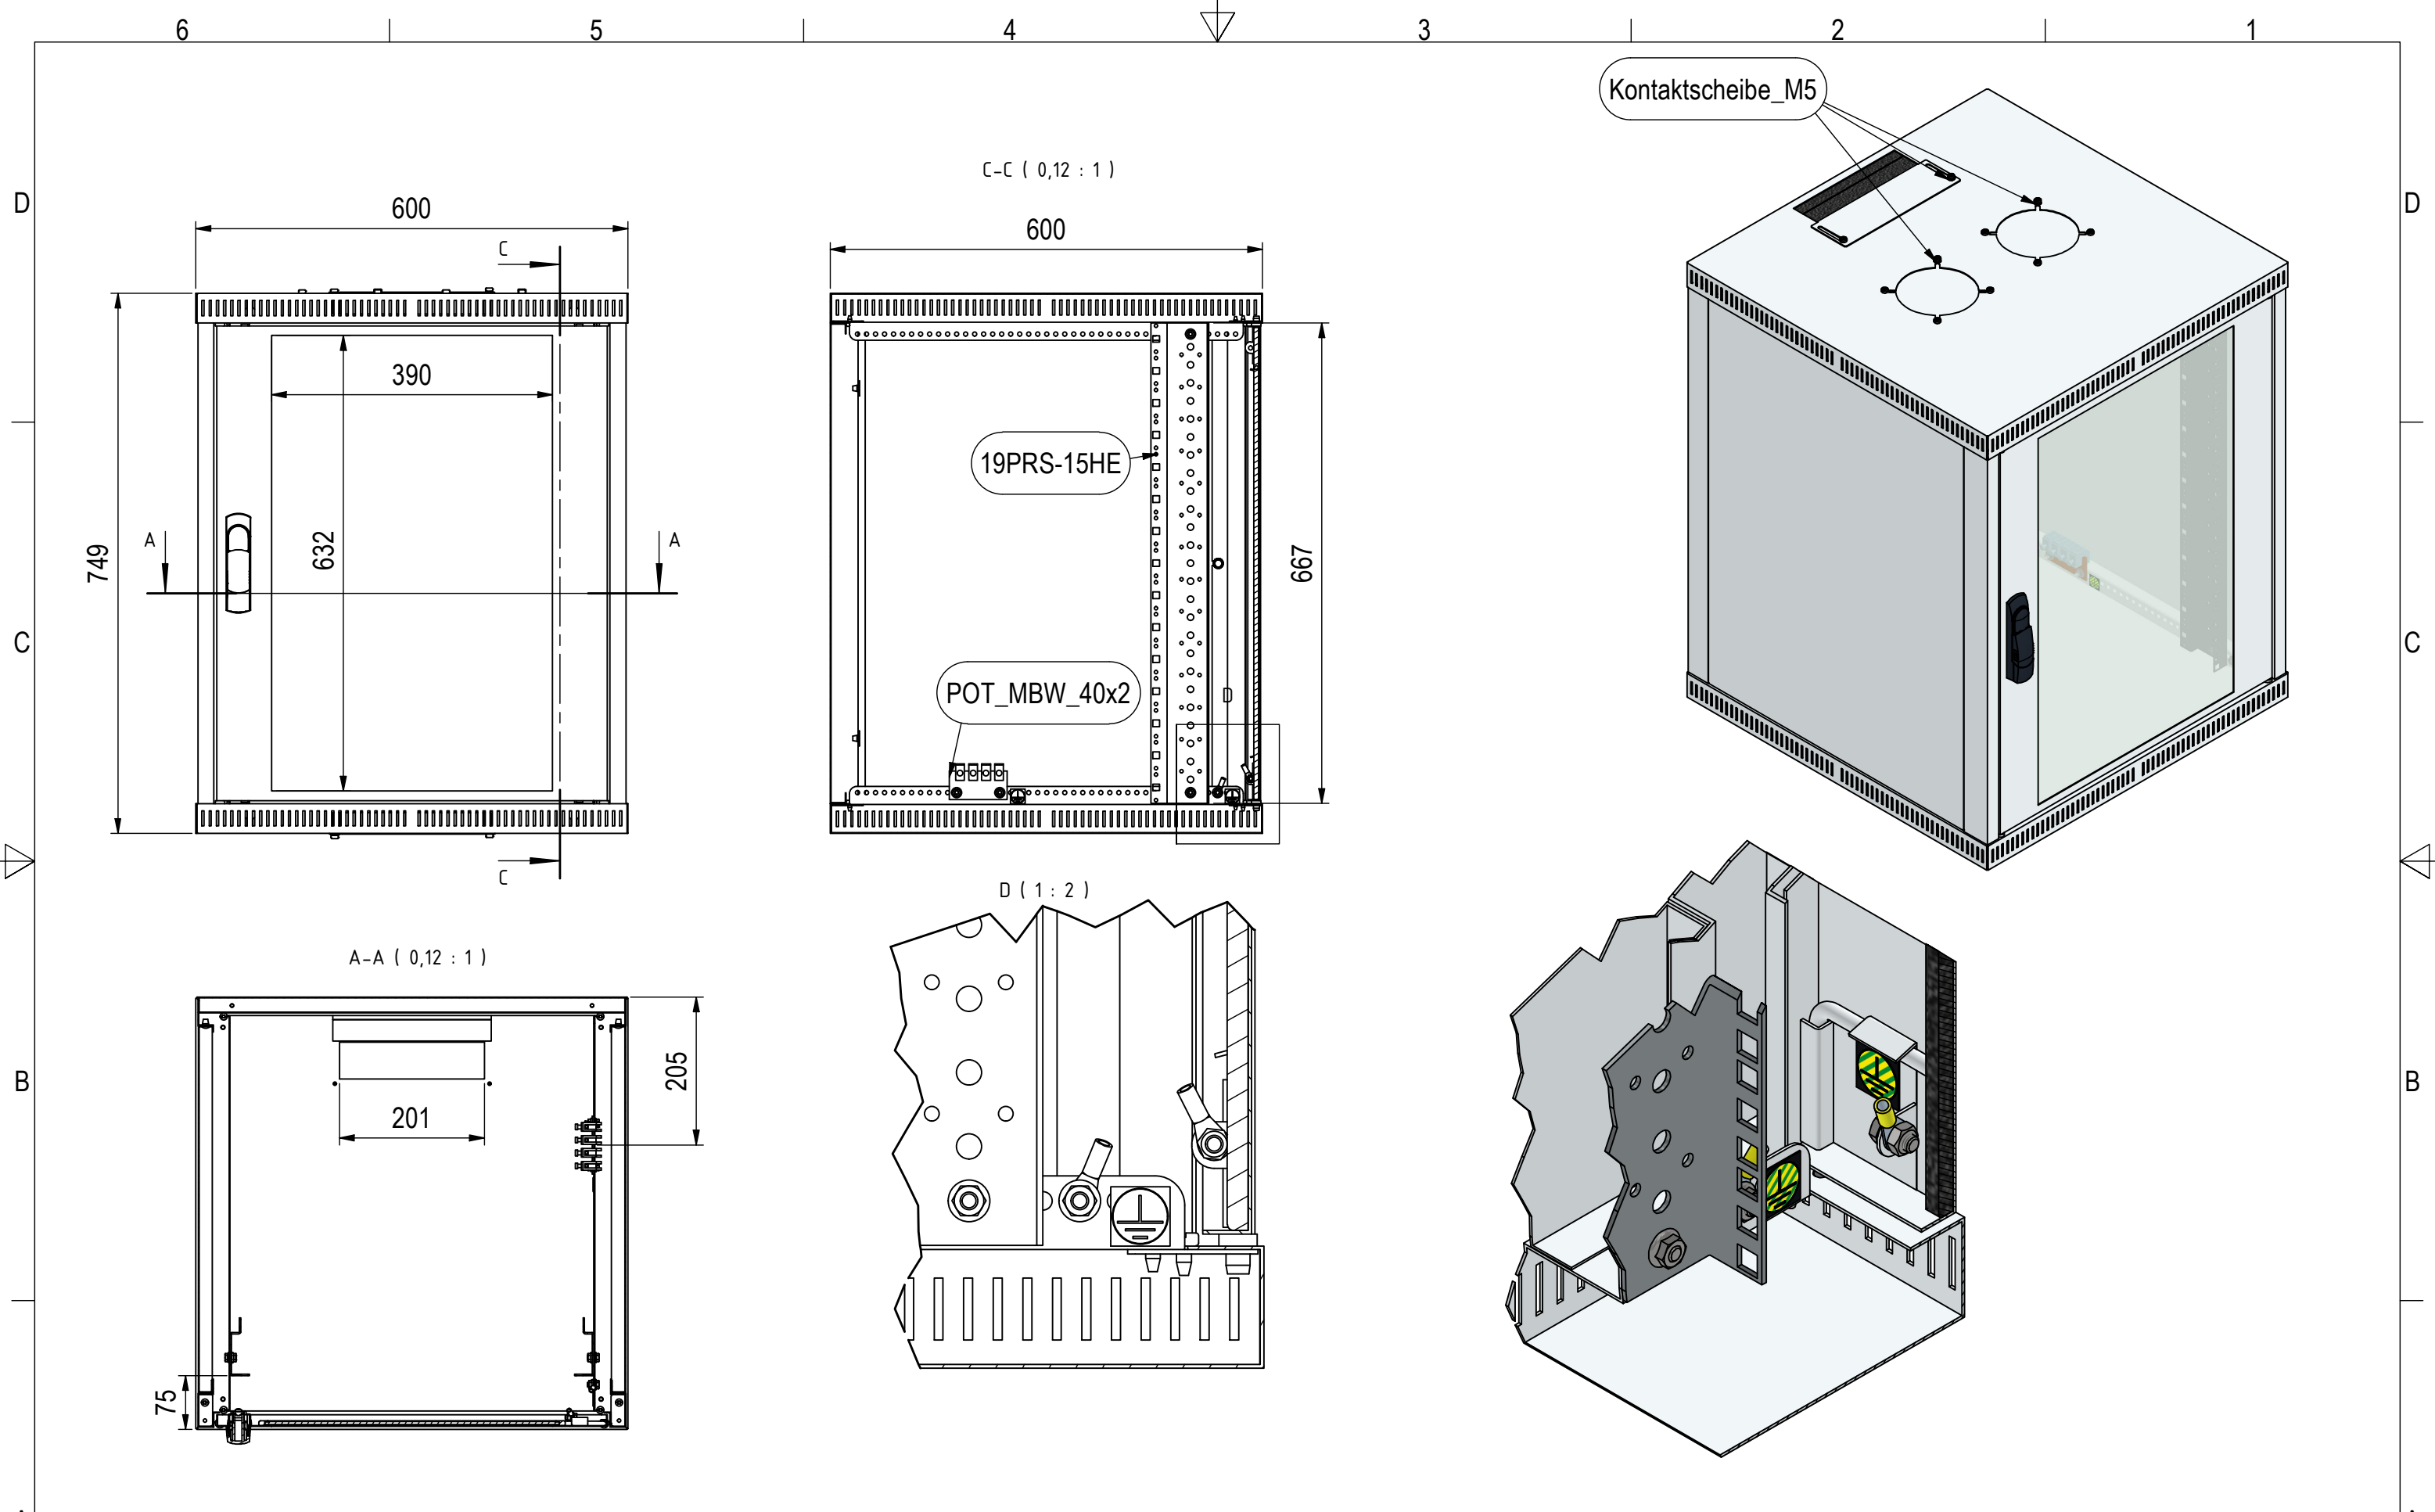 6 5 4 3 2 1
Kontaktscheibe_M5
C-C ( 0,12 : 1 )
D D
600
C
600
390
19PRS-15HE
749
A A
632
667
C C
POT_MBW_40x2
D
C
D ( 1 : 2 )
A-A ( 0,12 : 1 )
B B
205
201
75